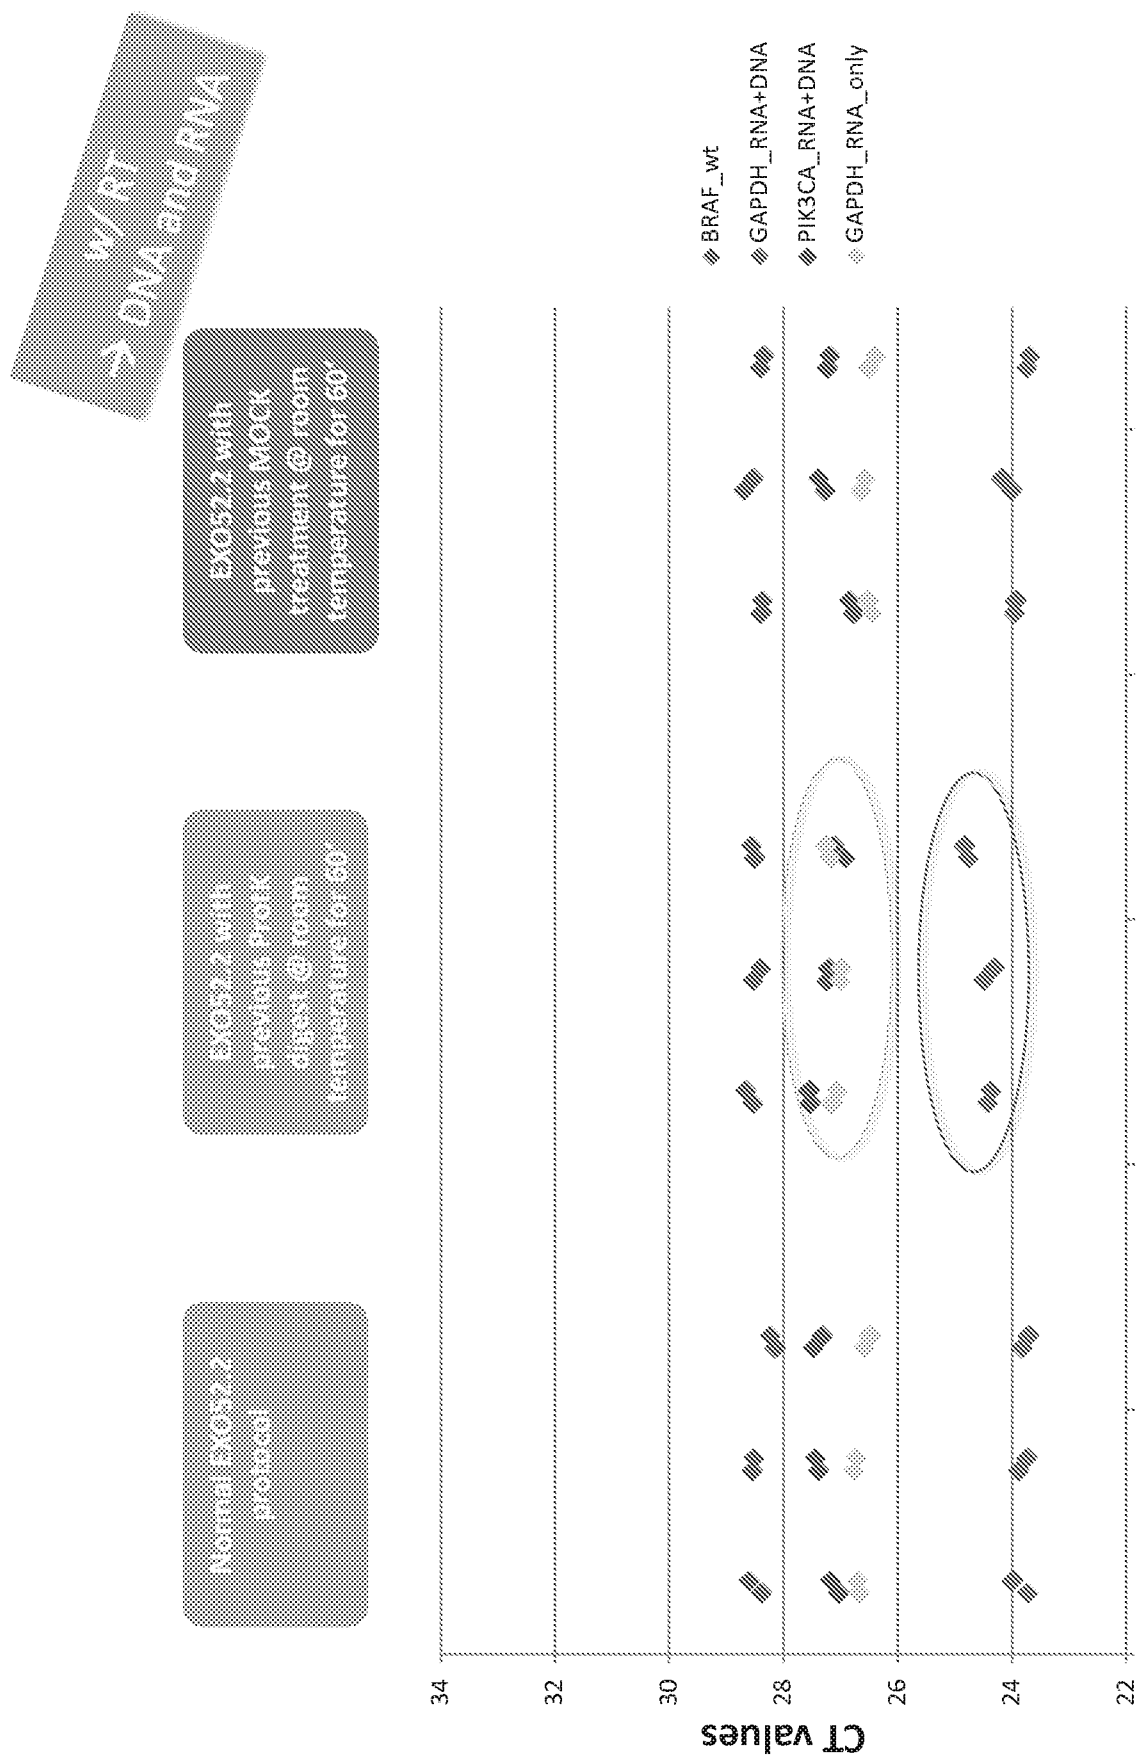 w/ RT
→ DNA and RNA
Normal EXO52.2
protocol
EXO52.2 with
previous ProtK
digest @ room
temperature for 60'
EXO52.2 with
previous MOCK
treatment @ room
temperature for 60'
CT values
34
32
30
28
26
24
22
BRAF_wt
GAPDH_RNA+DNA
PIK3CA_RNA+DNA
GAPDH_RNA_only